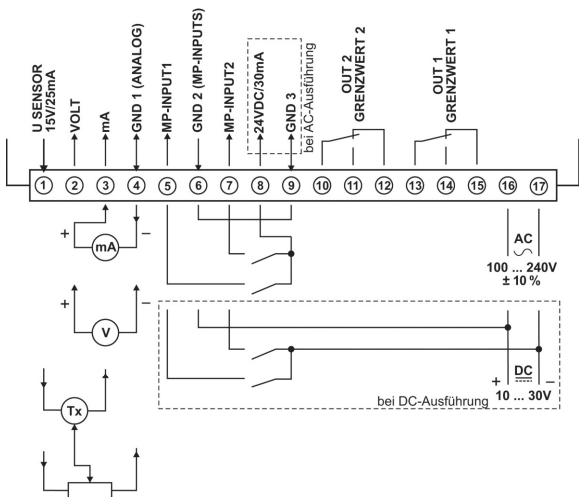 U SENSOR
15V/25mA
VOLT
mA
GND 1 (ANALOG)
MP-INPUT1
GND 2 (MP-INPUTS)
MP-INPUT2
24VDC/30mA
GND 3
bei AC-Ausführung
OUT 2
GRENZWERT 2
OUT 1
GRENZWERT 1
1 2 3 4 5 6 7 8 9 10 11 12 13 14 15 16 17
+ mA –
AC
100 ... 240V
± 10 %
+ V –
Tx
bei DC-Ausführung
+ DC –
10 ... 30V